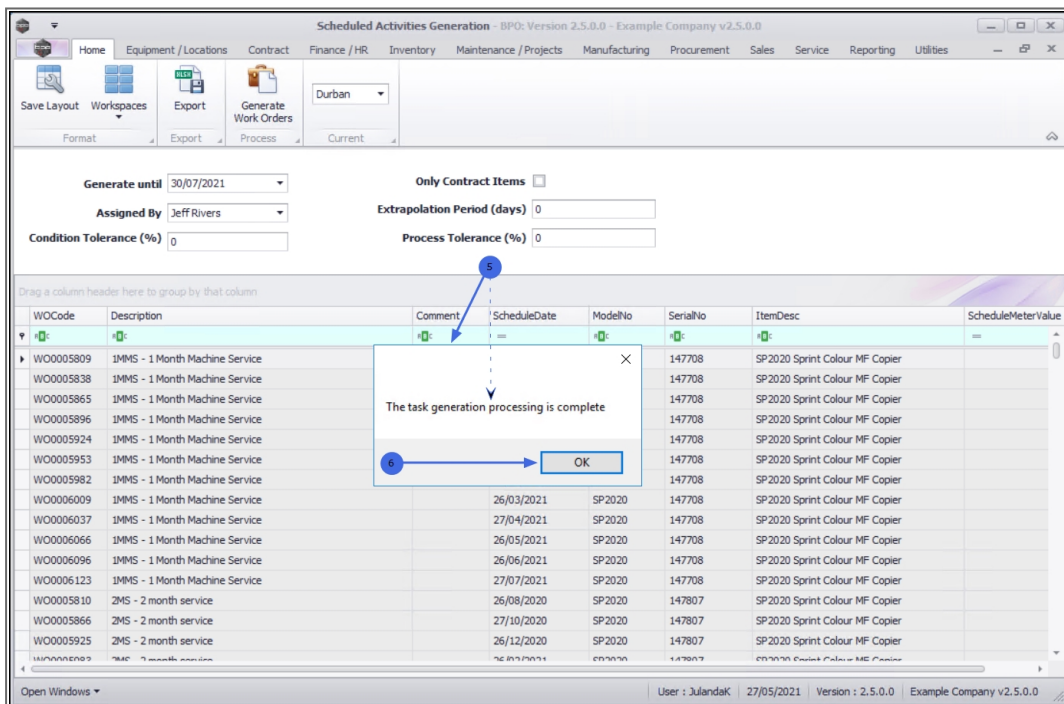 Scheduled Activities Generation - BPO: Version 2.5.0.0 - Example Company v2.5.0.0
Home Equipment / Locations Contract Finance / HR Inventory Maintenance / Projects Manufacturing Procurement Sales Service Reporting Utilities
Save Layout Workspaces Export Generate Work Orders Durban
Format Export Process Current
Generate until 30/07/2021 Only Contract Items
Assigned By Jeff Rivers Extrapolation Period (days) 0
Condition Tolerance (%) 0 Process Tolerance (%) 0
5
Drag a column header here to group by that column
WOCode Description Comment ScheduleDate ModelNo SerialNo ItemDesc ScheduleMeterValue
WO0005809 1MMS - 1 Month Machine Service 147708 SP2020 Sprint Colour MF Copier
WO0005838 1MMS - 1 Month Machine Service 147708 SP2020 Sprint Colour MF Copier
WO0005865 1MMS - 1 Month Machine Service 147708 SP2020 Sprint Colour MF Copier
WO0005896 1MMS - 1 Month Machine Service 147708 SP2020 Sprint Colour MF Copier
WO0005924 1MMS - 1 Month Machine Service 147708 SP2020 Sprint Colour MF Copier
WO0005953 1MMS - 1 Month Machine Service 147708 SP2020 Sprint Colour MF Copier
WO0005982 1MMS - 1 Month Machine Service 147708 SP2020 Sprint Colour MF Copier
The task generation processing is complete
6 OK
WO0006009 1MMS - 1 Month Machine Service 26/03/2021 SP2020 147708 SP2020 Sprint Colour MF Copier
WO0006037 1MMS - 1 Month Machine Service 27/04/2021 SP2020 147708 SP2020 Sprint Colour MF Copier
WO0006066 1MMS - 1 Month Machine Service 26/05/2021 SP2020 147708 SP2020 Sprint Colour MF Copier
WO0006096 1MMS - 1 Month Machine Service 26/06/2021 SP2020 147708 SP2020 Sprint Colour MF Copier
WO0006123 1MMS - 1 Month Machine Service 27/07/2021 SP2020 147708 SP2020 Sprint Colour MF Copier
WO0005810 2MS - 2 month service 26/08/2020 SP2020 147807 SP2020 Sprint Colour MF Copier
WO0005866 2MS - 2 month service 27/10/2020 SP2020 147807 SP2020 Sprint Colour MF Copier
WO0005925 2MS - 2 month service 26/12/2020 SP2020 147807 SP2020 Sprint Colour MF Copier
WO0005983 2MS - 2 month service 26/02/2021 SP2020 147807 SP2020 Sprint Colour MF Copier
Open Windows User : JulandaK 27/05/2021 Version : 2.5.0.0 Example Company v2.5.0.0